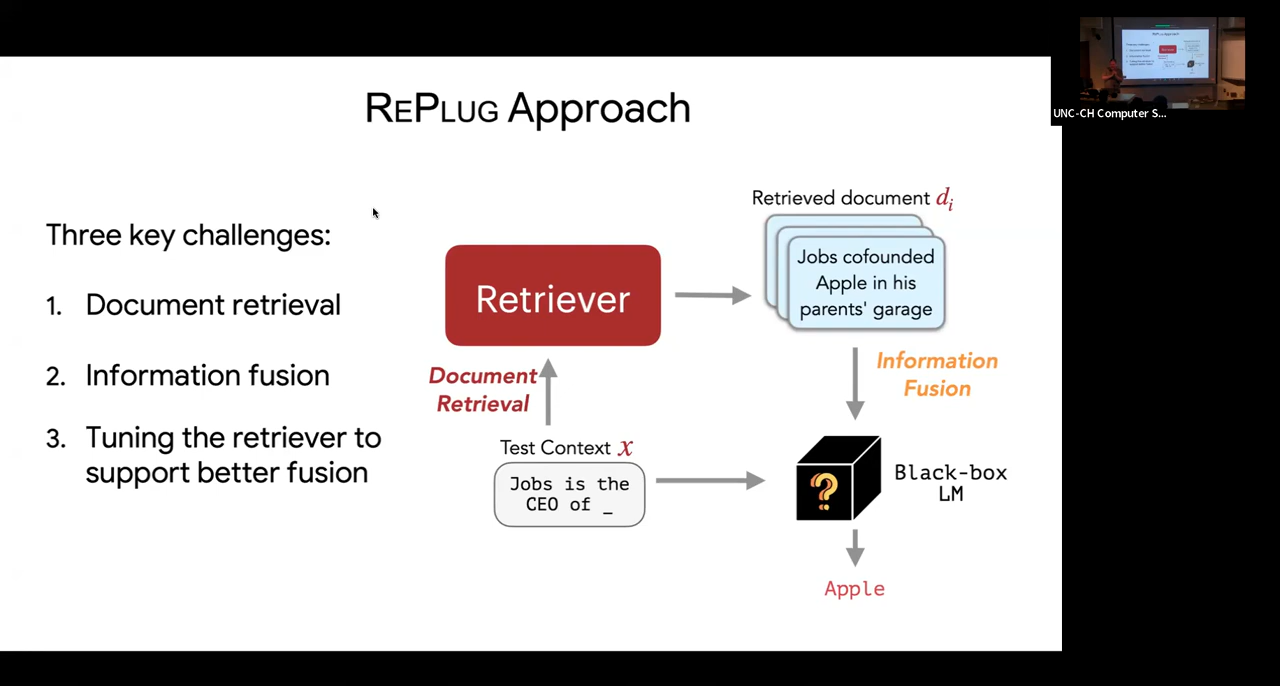 REPLUG Approach
Three key challenges:
1. Document retrieval
2. Information fusion
3. Tuning the retriever to
support better fusion
Retriever
Retrieved document di
Jobs cofounded
Apple in his
parents' garage
Document
Retrieval
Information
Fusion
Test Context x
Jobs is the
CEO of _
?
Black-box
LM
Apple
UNC-CH Computer S...